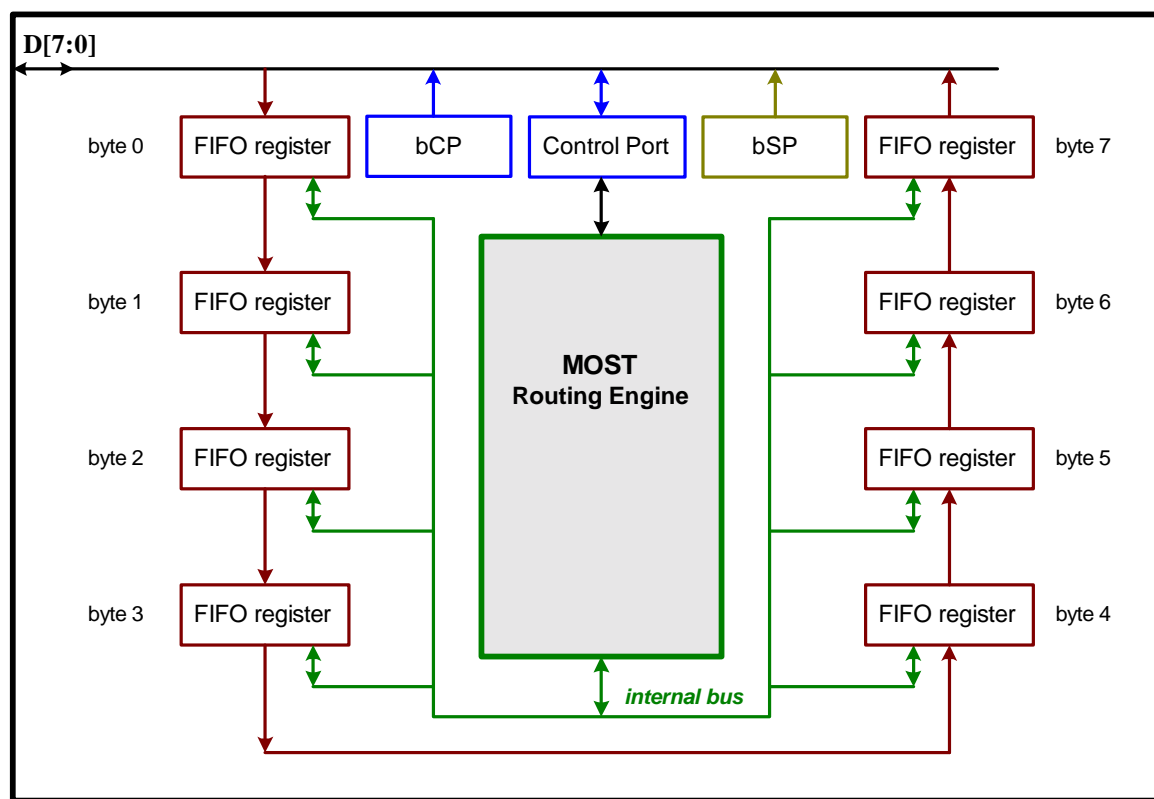 D[7:0]
byte 0
FIFO register
bCP
Control Port
bSP
FIFO register
byte 7
byte 1
FIFO register
FIFO register
byte 6
MOST
Routing Engine
byte 2
FIFO register
FIFO register
byte 5
byte 3
FIFO register
FIFO register
byte 4
internal bus